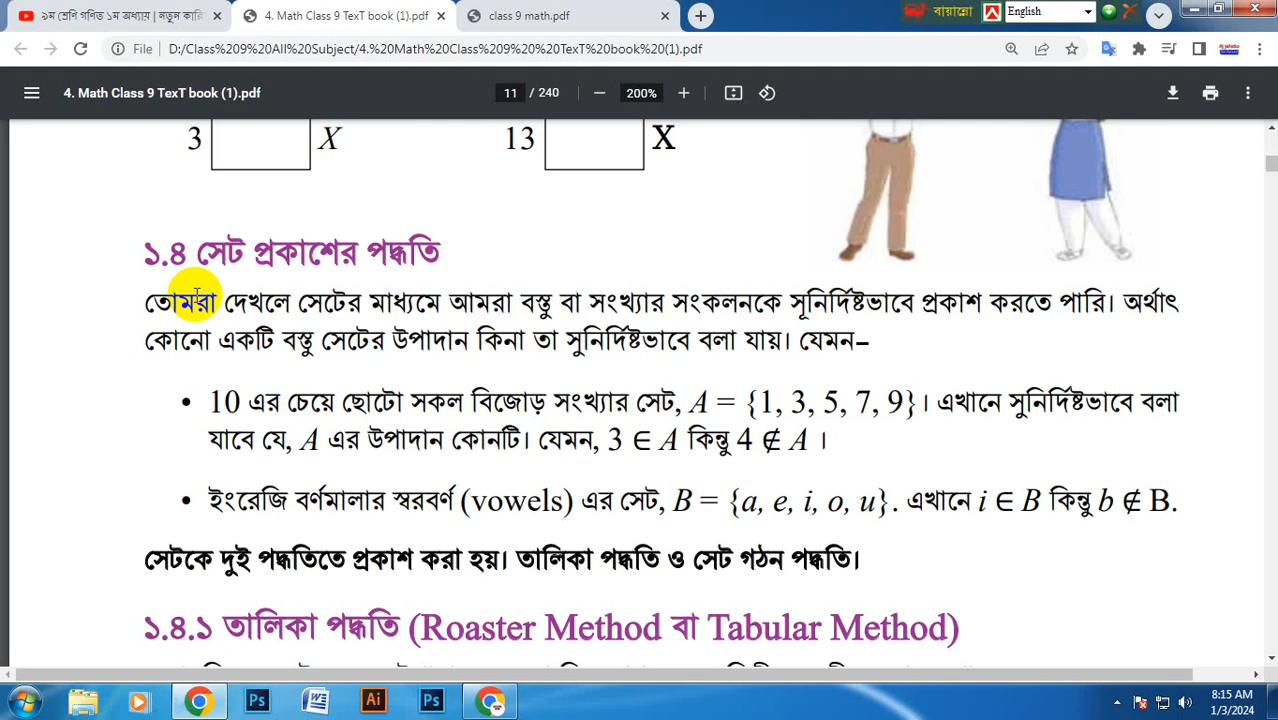 ৯ম শ্রেণি গণিত ১ম অধ্যায় | নতুন কারি
4. Math Class 9 TexT book (1).pdf
class 9 math.pdf
বায়ান্নো
English
File
D:/Class%209%20All%20Subject/4.%20Math%20Class%209%20%20TexT%20book%20(1).pdf
4. Math Class 9 TexT book (1).pdf
11 / 240
200%
3 X
13 X
১.৪ সেট প্রকাশের পদ্ধতি
তোমরা দেখলে সেটের মাধ্যমে আমরা বস্তু বা সংখ্যার সংকলনকে সূনির্দিষ্টভাবে প্রকাশ করতে পারি। অর্থাৎ
কোনো একটি বস্তু সেটের উপাদান কিনা তা সুনির্দিষ্টভাবে বলা যায়। যেমন–
• 10 এর চেয়ে ছোটো সকল বিজোড় সংখ্যার সেট, A = {1, 3, 5, 7, 9}। এখানে সুনির্দিষ্টভাবে বলা
যাবে যে, A এর উপাদান কোনটি। যেমন, 3 ∈ A কিন্তু 4 ∉ A ।
• ইংরেজি বর্ণমালার স্বরবর্ণ (vowels) এর সেট, B = {a, e, i, o, u}. এখানে i ∈ B কিন্তু b ∉ B.
সেটকে দুই পদ্ধতিতে প্রকাশ করা হয়। তালিকা পদ্ধতি ও সেট গঠন পদ্ধতি।
১.৪.১ তালিকা পদ্ধতি (Roaster Method বা Tabular Method)
8:15 AM
1/3/2024